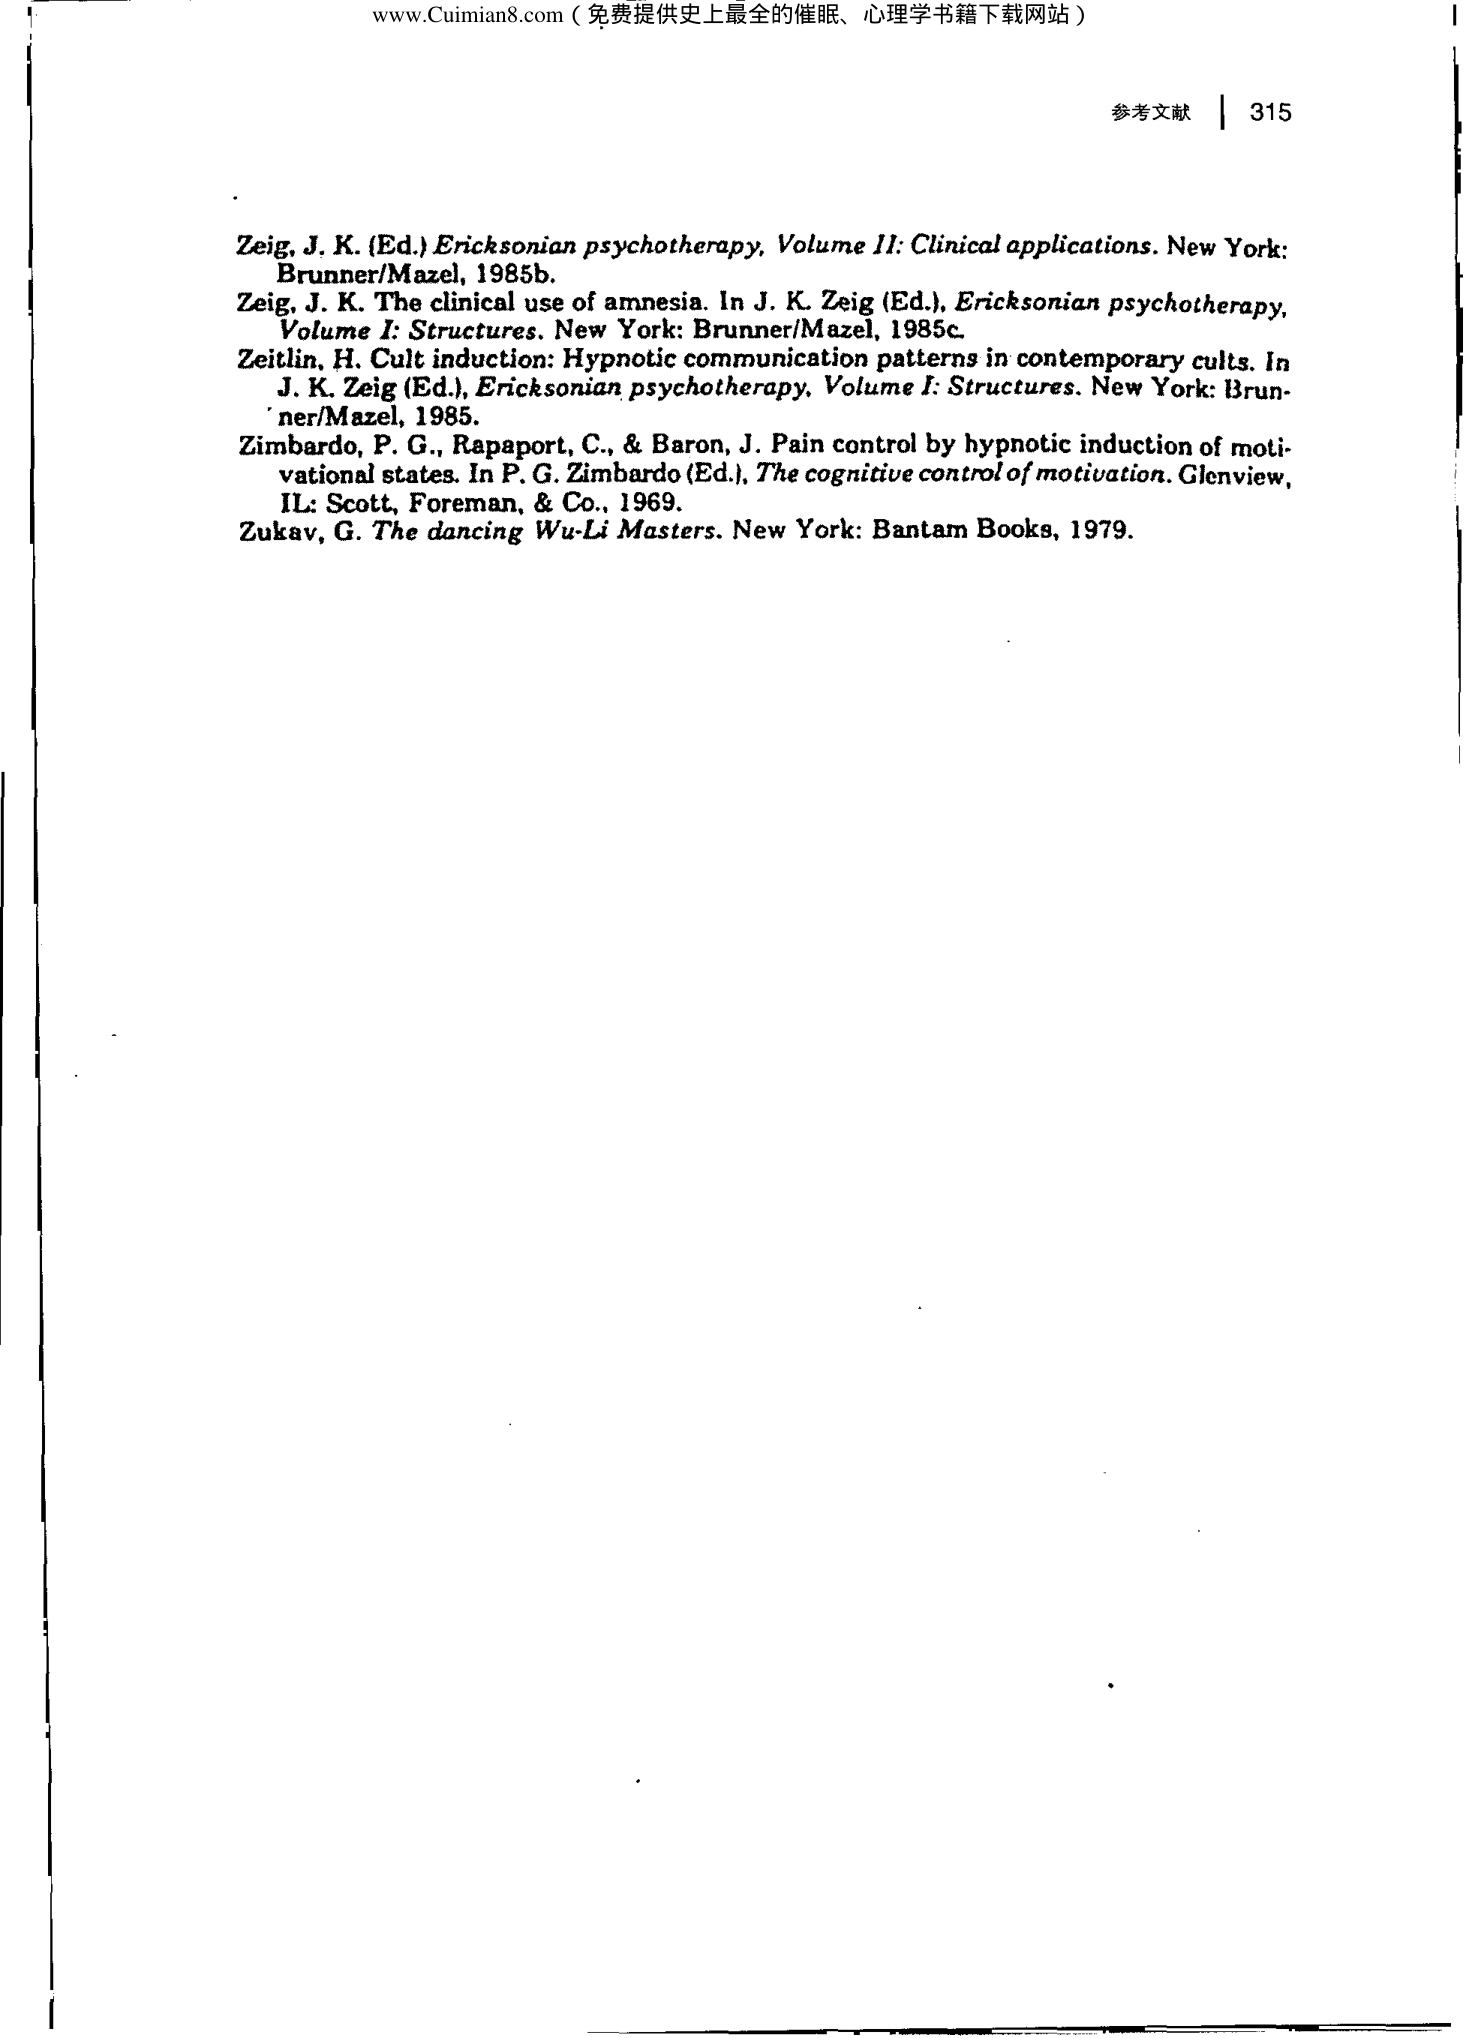 www.Cuimian8.com（免费提供史上最全的催眠、心理学书籍下载网站）
参考文献 | 315
Zeig, J. K. (Ed.) Ericksonian psychotherapy, Volume II: Clinical applications. New York:
Brunner/Mazel, 1985b.
Zeig, J. K. The clinical use of amnesia. In J. K. Zeig (Ed.), Ericksonian psychotherapy,
Volume I: Structures. New York: Brunner/Mazel, 1985c.
Zeitlin, H. Cult induction: Hypnotic communication patterns in contemporary cults. In
J. K. Zeig (Ed.), Ericksonian psychotherapy, Volume I: Structures. New York: Brun-
ner/Mazel, 1985.
Zimbardo, P. G., Rapaport, C., & Baron, J. Pain control by hypnotic induction of moti-
vational states. In P. G. Zimbardo (Ed.), The cognitive control of motivation. Glenview,
IL: Scott, Foreman, & Co., 1969.
Zukav, G. The dancing Wu-Li Masters. New York: Bantam Books, 1979.